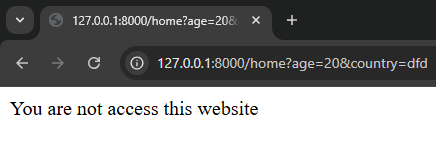 127.0.0.1:8000/home?age=20&
127.0.0.1:8000/home?age=20&country=dfd
You are not access this website